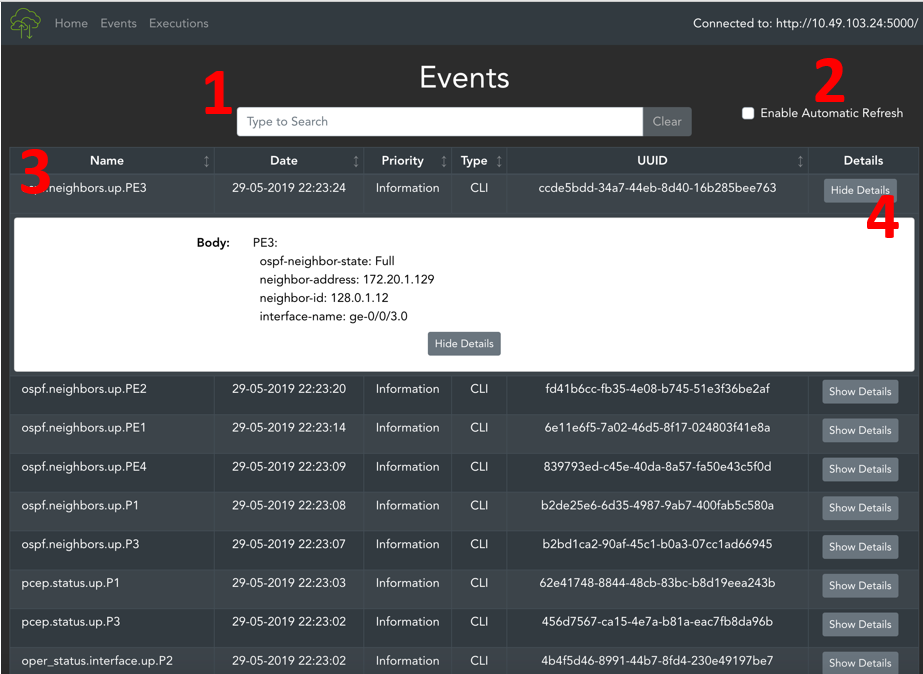 Home Events Executions Connected to: http://10.49.103.24:5000/
Events
1 2
Type to Search Clear Enable Automatic Refresh
3
Name Date Priority Type UUID Details
neighbors.up.PE3 29-05-2019 22:23:24 Information CLI ccde5bdd-34a7-44eb-8d40-16b285bee763 Hide Details
4
Body: PE3:
ospf-neighbor-state: Full
neighbor-address: 172.20.1.129
neighbor-id: 128.0.1.12
interface-name: ge-0/0/3.0
Hide Details
ospf.neighbors.up.PE2 29-05-2019 22:23:20 Information CLI fd41b6cc-fb35-4e08-b745-51e3f36be2af Show Details
ospf.neighbors.up.PE1 29-05-2019 22:23:14 Information CLI 6e11e6f5-7a02-46d5-8f17-024803f41e8a Show Details
ospf.neighbors.up.PE4 29-05-2019 22:23:09 Information CLI 839793ed-c45e-40da-8a57-fa50e43c5f0d Show Details
ospf.neighbors.up.P1 29-05-2019 22:23:08 Information CLI b2de25e6-6d35-4987-9ab7-400fab5c580a Show Details
ospf.neighbors.up.P3 29-05-2019 22:23:07 Information CLI b2bd1ca2-90af-45c1-b0a3-07cc1ad66945 Show Details
pcep.status.up.P1 29-05-2019 22:23:03 Information CLI 62e41748-8844-48cb-83bc-b8d19eea243b Show Details
pcep.status.up.P3 29-05-2019 22:23:02 Information CLI 456d7567-ca15-4e7a-b81a-eac7fb8da96b Show Details
oper_status.interface.up.P2 29-05-2019 22:23:02 Information CLI 4b4f5d46-8991-44b7-8fd4-230e49197be7 Show Details